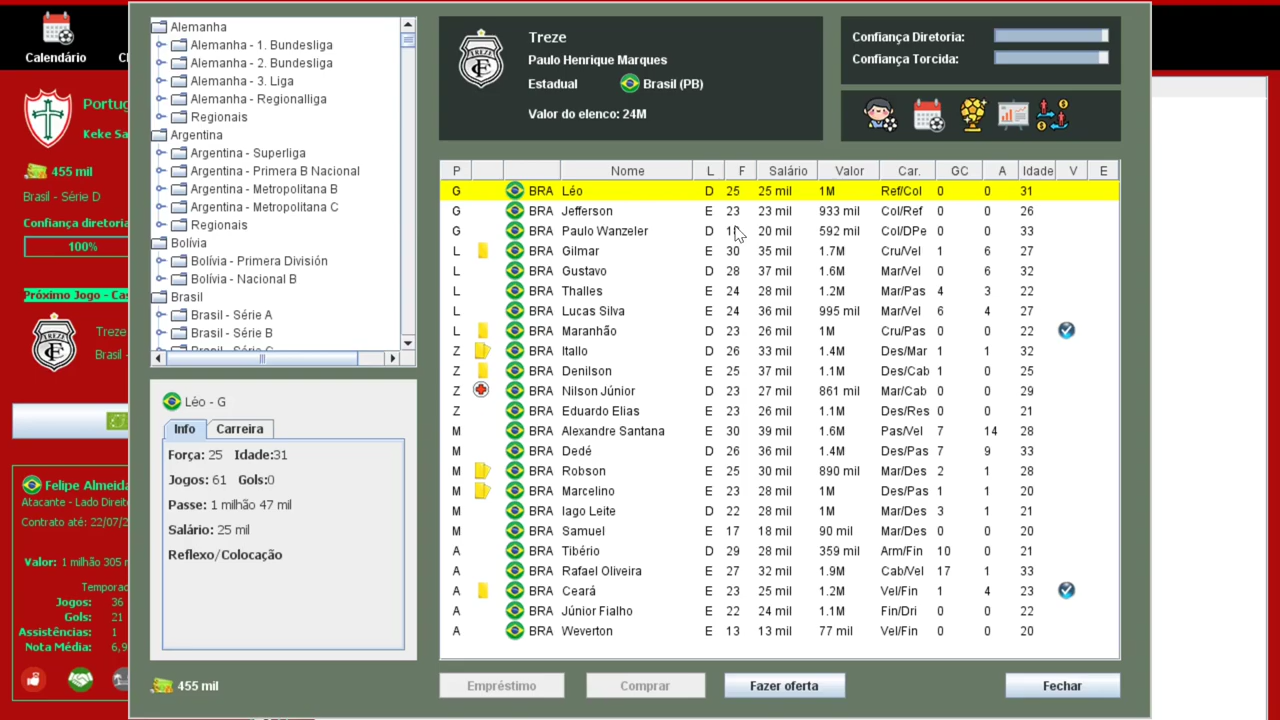 Calendário
Portug
Keke Sa
455 mil
Brasil - Série D
Confiança diretoria
100%
Próximo Jogo - Cas
Treze
Brasil -
Felipe Almeida
Atacante - Lado Direito
Contrato até: 22/07/2
Valor: 1 milhão 305 m
Temporad
Jogos: 36
Gols: 21
Assistências: 1
Nota Média: 6,9
Alemanha
Alemanha - 1. Bundesliga
Alemanha - 2. Bundesliga
Alemanha - 3. Liga
Alemanha - Regionalliga
Regionais
Argentina
Argentina - Superliga
Argentina - Primera B Nacional
Argentina - Metropolitana B
Argentina - Metropolitana C
Regionais
Bolívia
Bolívia - Primera División
Bolívia - Nacional B
Brasil
Brasil - Série A
Brasil - Série B
Treze
Paulo Henrique Marques
Estadual Brasil (PB)
Valor do elenco: 24M
Confiança Diretoria:
Confiança Torcida:
Léo - G
Info Carreira
Força: 25 Idade:31
Jogos: 61 Gols:0
Passe: 1 milhão 47 mil
Salário: 25 mil
Reflexo/Colocação
P Nome L F Salário Valor Car. GC A Idade V E
G BRA Léo D 25 25 mil 1M Ref/Col 0 0 31
G BRA Jefferson E 23 23 mil 933 mil Col/Ref 0 0 26
G BRA Paulo Wanzeler D 20 mil 592 mil Col/DPe 0 0 33
L BRA Gilmar E 30 35 mil 1.7M Cru/Vel 1 6 27
L BRA Gustavo D 28 37 mil 1.6M Mar/Vel 0 6 32
L BRA Thalles E 24 28 mil 1.2M Mar/Pas 4 3 22
L BRA Lucas Silva E 24 36 mil 995 mil Mar/Vel 6 4 27
L BRA Maranhão D 23 26 mil 1M Cru/Pas 0 0 22
Z BRA Itallo D 26 33 mil 1.4M Des/Mar 1 1 32
Z BRA Denilson E 25 37 mil 1.1M Des/Cab 1 0 25
Z BRA Nilson Júnior D 23 27 mil 861 mil Mar/Cab 0 0 29
Z BRA Eduardo Elias E 23 26 mil 1.1M Des/Res 0 0 21
M BRA Alexandre Santana E 30 39 mil 1.6M Pas/Vel 7 14 28
M BRA Dedé D 26 36 mil 1.4M Des/Pas 7 9 33
M BRA Robson E 25 30 mil 890 mil Mar/Des 2 1 28
M BRA Marcelino E 23 28 mil 1M Des/Pas 1 1 20
M BRA Iago Leite D 22 28 mil 1M Mar/Des 3 1 21
M BRA Samuel E 17 18 mil 90 mil Mar/Des 0 0 20
A BRA Tibério D 29 28 mil 359 mil Arm/Fin 10 0 21
A BRA Rafael Oliveira E 27 32 mil 1.9M Cab/Vel 17 1 33
A BRA Ceará E 23 25 mil 1.2M Vel/Fin 1 4 23
A BRA Júnior Fialho E 22 24 mil 1.1M Fin/Dri 0 0 22
A BRA Weverton E 13 13 mil 77 mil Vel/Fin 0 0 20
455 mil
Empréstimo
Comprar
Fazer oferta
Fechar